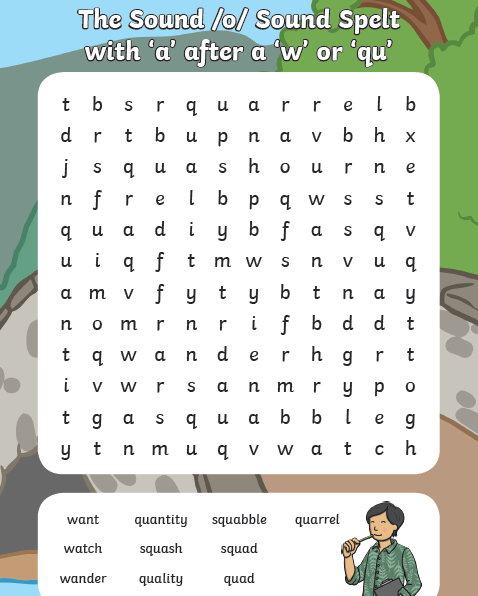 The Sound /o/ Sound Spelt
with ‘a’ after a ‘w’ or ‘qu’
t b s r q u a r r e l b
d r t b u p n a v b h x
j s q u a s h o u r n e
n f r e l b p q w s s t
q u a d i y b f a s q v
u i q f t m w s n v u q
a m v f y t y b t n a y
n o m r n r i f b d d t
t q w a n d e r h g r t
i v w r s a n m r y p o
t g a s q u a b b l e g
y t n m u q v w a t c h
want quantity squabble quarrel
watch squash squad
wander quality quad